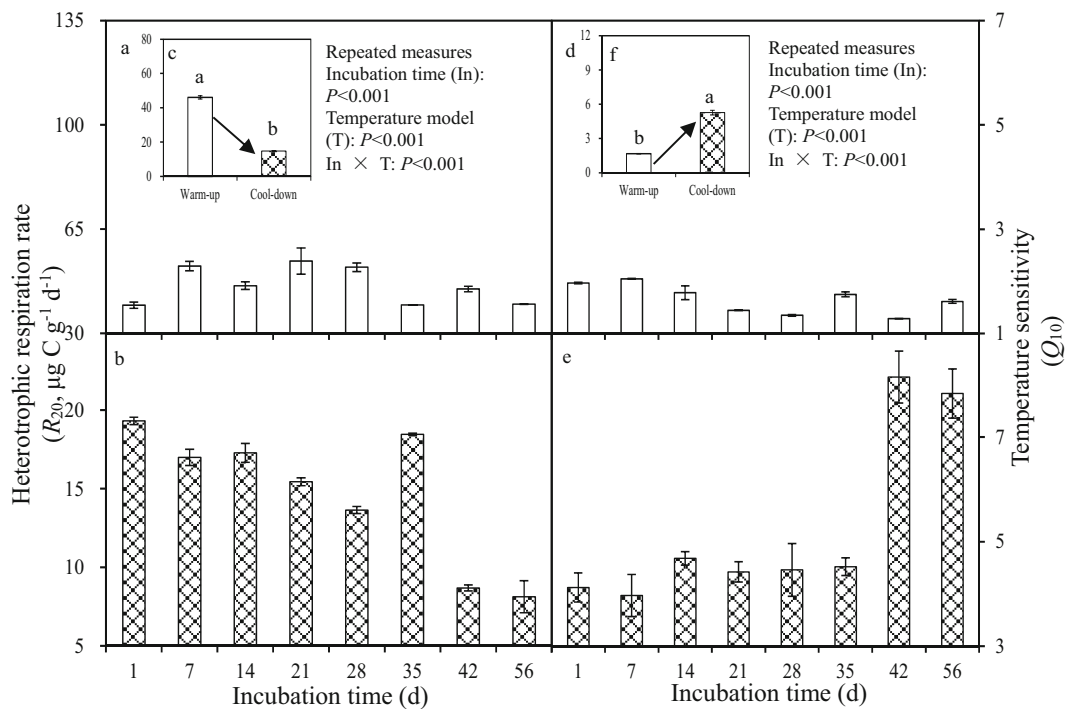 Heterotrophic respiration rate
(R20, µg C g-1 d-1)
135
100
65
30
a
c
80
60
40
20
0
a
b
Warm-up
Cool-down
Repeated measures
Incubation time (In):
P<0.001
Temperature model
(T): P<0.001
In × T: P<0.001
d
f
12
9
6
3
0
b
a
Warm-up
Cool-down
Repeated measures
Incubation time (In):
P<0.001
Temperature model
(T): P<0.001
In × T: P<0.001
7
5
3
1
b
20
15
10
5
1 7 14 21 28 35 42 56
Incubation time (d)
e
7
5
3
1 7 14 21 28 35 42 56
Incubation time (d)
Temperature sensitivity
(Q10)